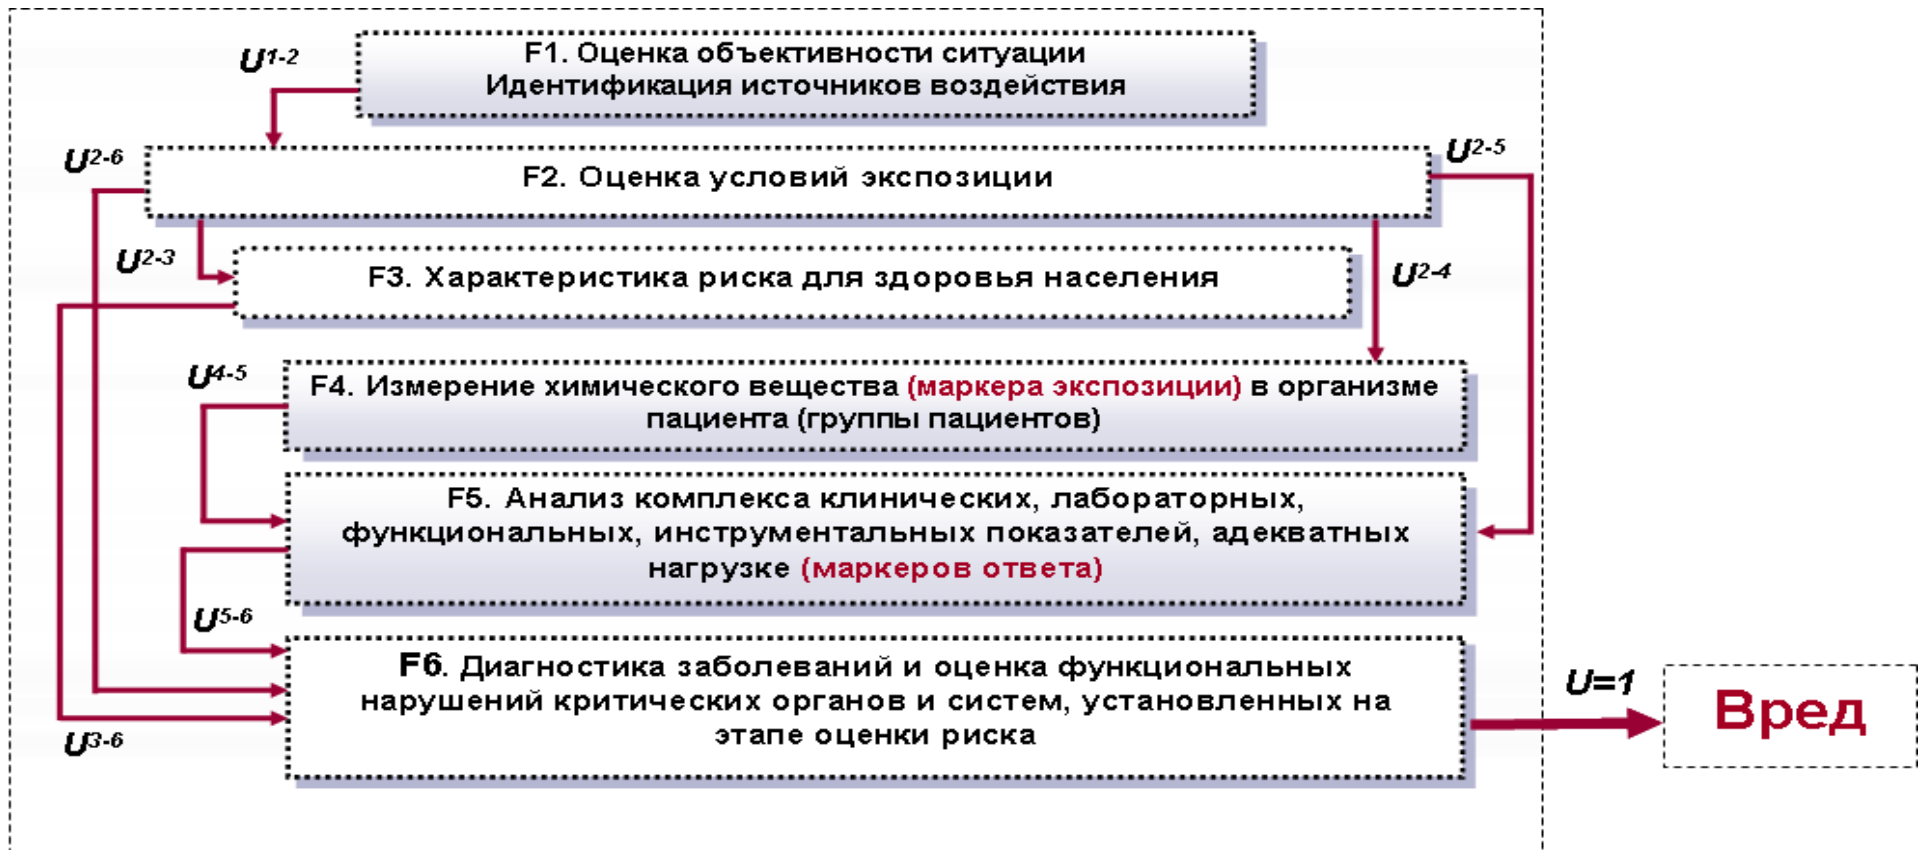 U1-2
F1. Оценка объективности ситуации
Идентификация источников воздействия
U2-6
F2. Оценка условий экспозиции
U2-5
U2-3
F3. Характеристика риска для здоровья населения
U2-4
U4-5
F4. Измерение химического вещества (маркера экспозиции) в организме
пациента (группы пациентов)
F5. Анализ комплекса клинических, лабораторных,
функциональных, инструментальных показателей, адекватных
нагрузке (маркеров ответа)
U5-6
F6. Диагностика заболеваний и оценка функциональных
нарушений критических органов и систем, установленных на
этапе оценки риска
U3-6
U=1
Вред